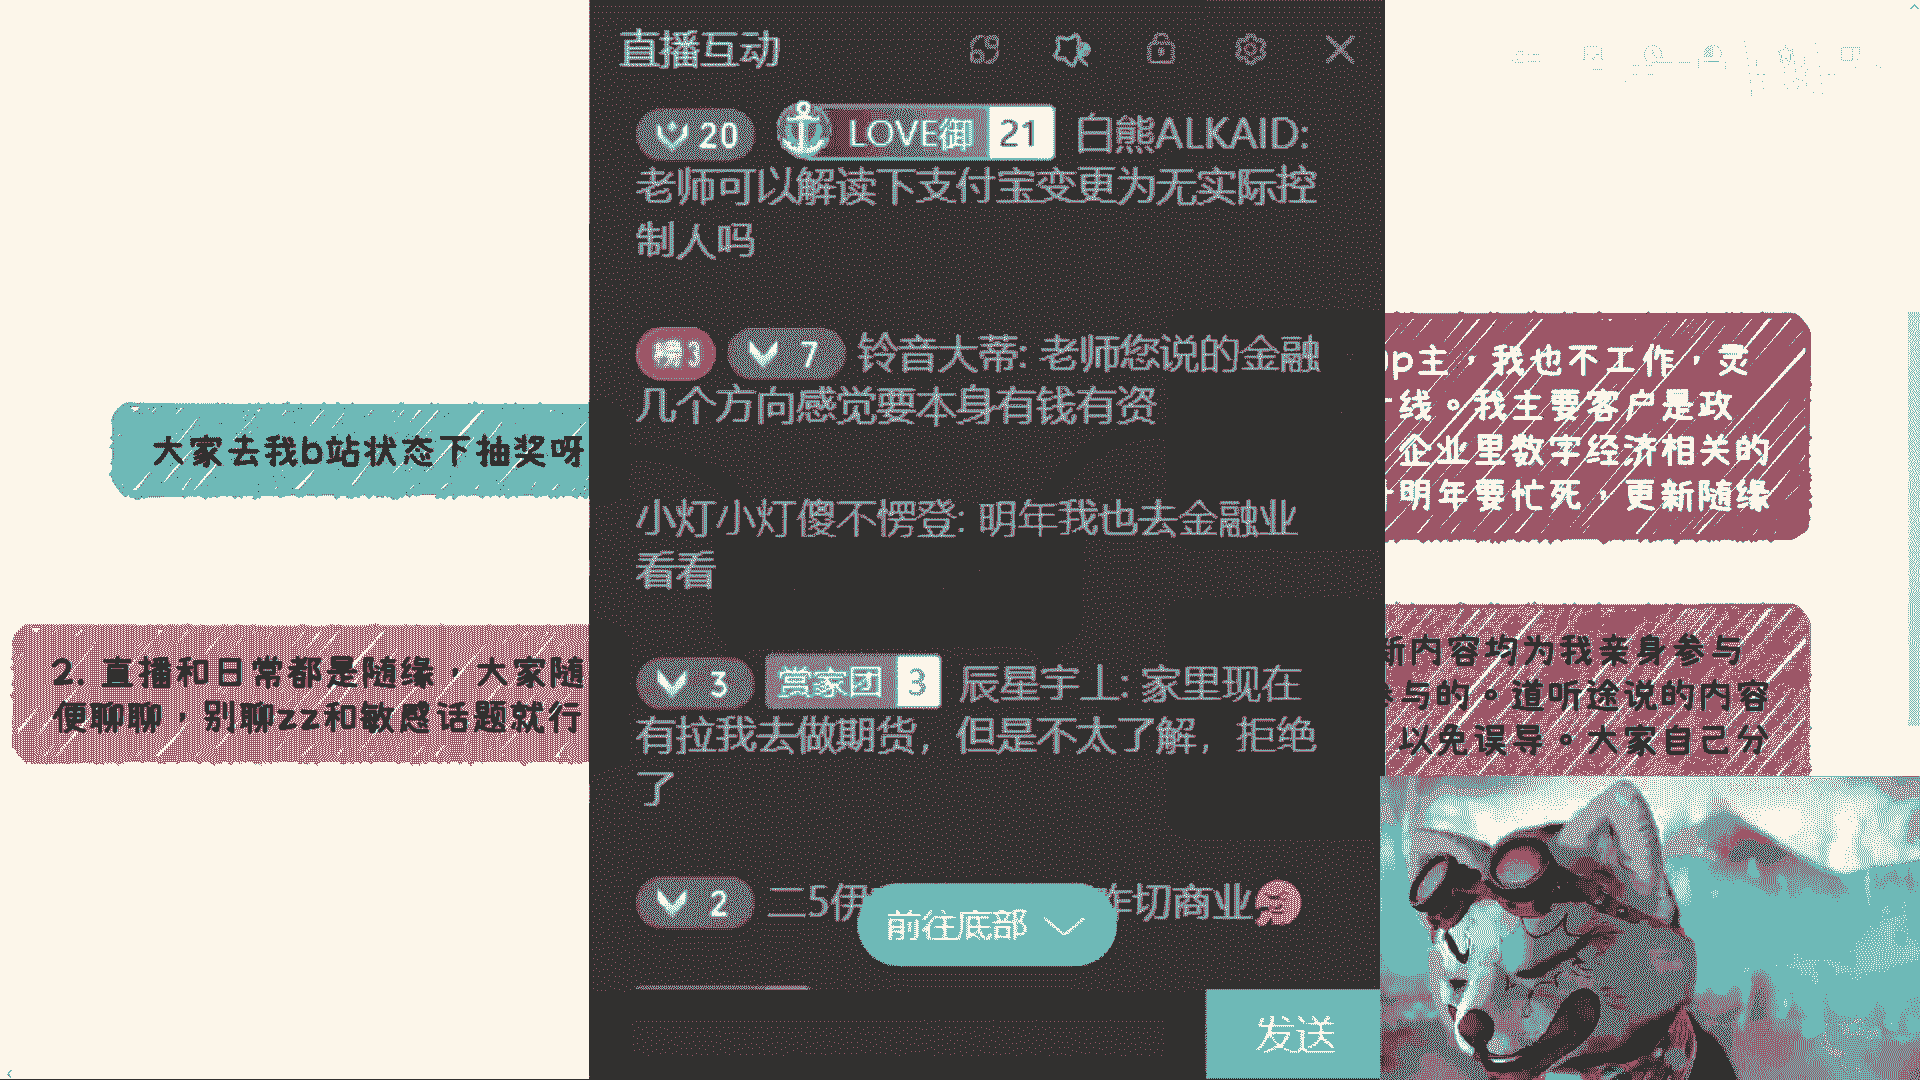 直播互动
20 LOVE御 21 白熊ALKAID:
老师可以解读下支付宝变更为无实际控
制人吗
榜3 7 铃音大蒂: 老师您说的金融
几个方向感觉要本身有钱有资
小灯小灯傻不愣登: 明年我也去金融业
看看
3 赏家团 3 辰星宇上: 家里现在
有拉我去做期货，但是不太了解，拒绝
了
2 二5伊
切商业
前往底部
发送
大家去我b站状态下抽奖呀
2. 直播和日常都是随缘，大家随
便聊聊，别聊zz和敏感话题就行
p主，我也不工作，灵
线。我主要客户是政
企业里数字经济相关的
明年要忙死，更新随缘
新内容均为我亲身参与
参与的。道听途说的内容
以免误导。大家自己分